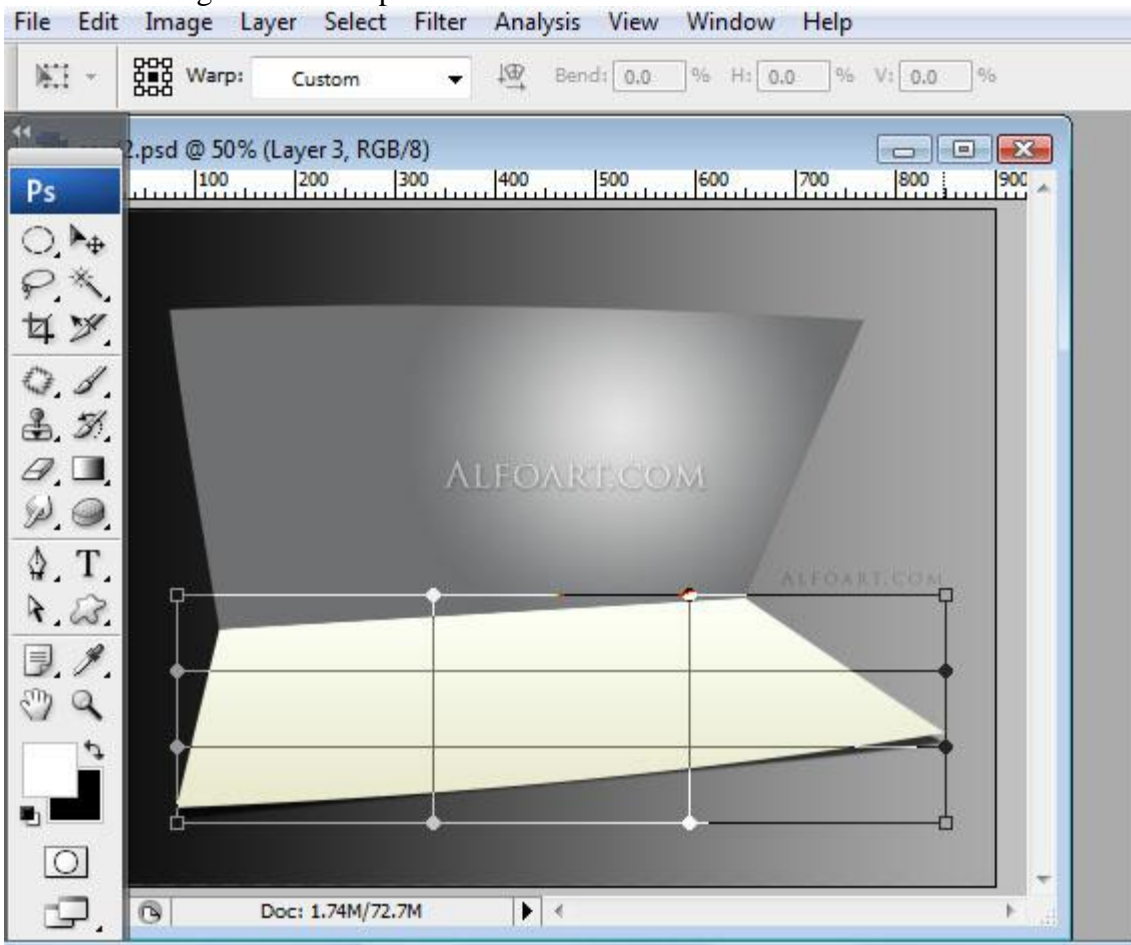 File Edit Image Layer Select Filter Analysis View Window Help
Warp: Custom Bend: 0.0 % H: 0.0 % V: 0.0 %
2.psd @ 50% (Layer 3, RGB/8)
Ps
100 200 300 400 500 600 700 800 900
ALFOART.COM
ALFOART.COM
T
Doc: 1.74M/72.7M